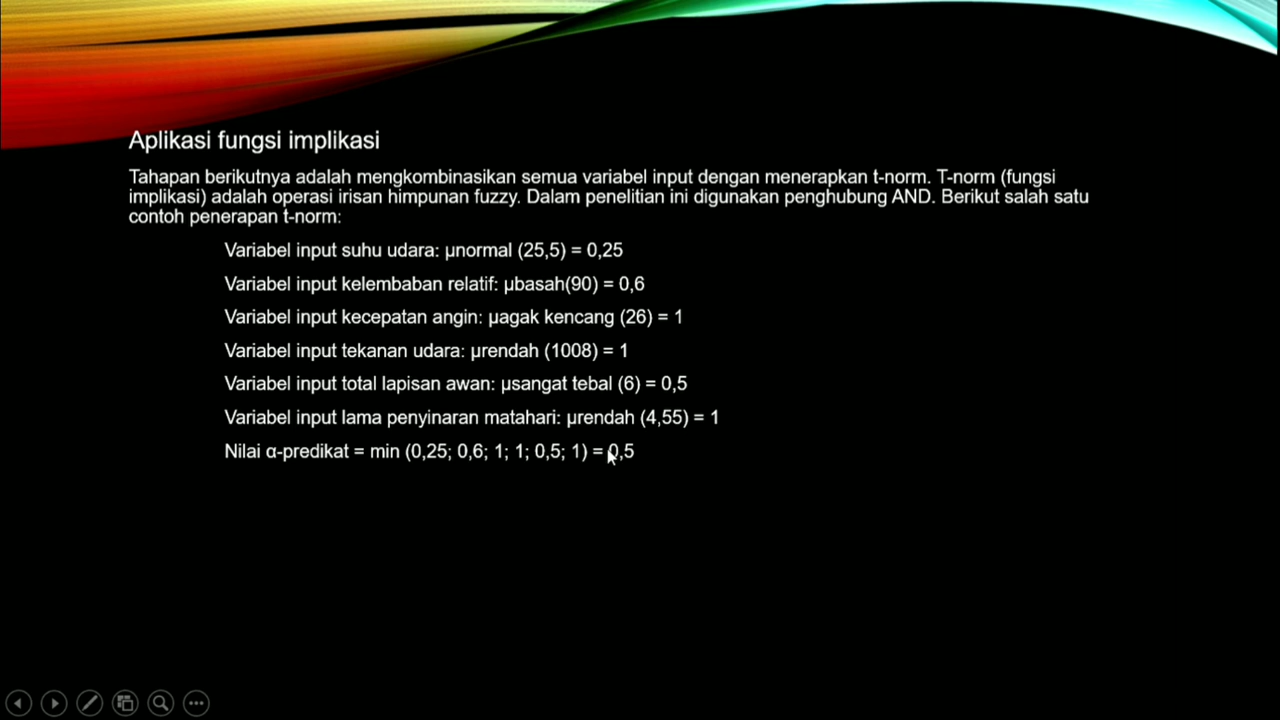 Aplikasi fungsi implikasi
Tahapan berikutnya adalah mengkombinasikan semua variabel input dengan menerapkan t-norm. T-norm (fungsi
implikasi) adalah operasi irisan himpunan fuzzy. Dalam penelitian ini digunakan penghubung AND. Berikut salah satu
contoh penerapan t-norm:
Variabel input suhu udara: μnormal (25,5) = 0,25
Variabel input kelembaban relatif: μbasah(90) = 0,6
Variabel input kecepatan angin: μagak kencang (26) = 1
Variabel input tekanan udara: μrendah (1008) = 1
Variabel input total lapisan awan: μsangat tebal (6) = 0,5
Variabel input lama penyinaran matahari: μrendah (4,55) = 1
Nilai α-predikat = min (0,25; 0,6; 1; 1; 0,5; 1) = 0,5